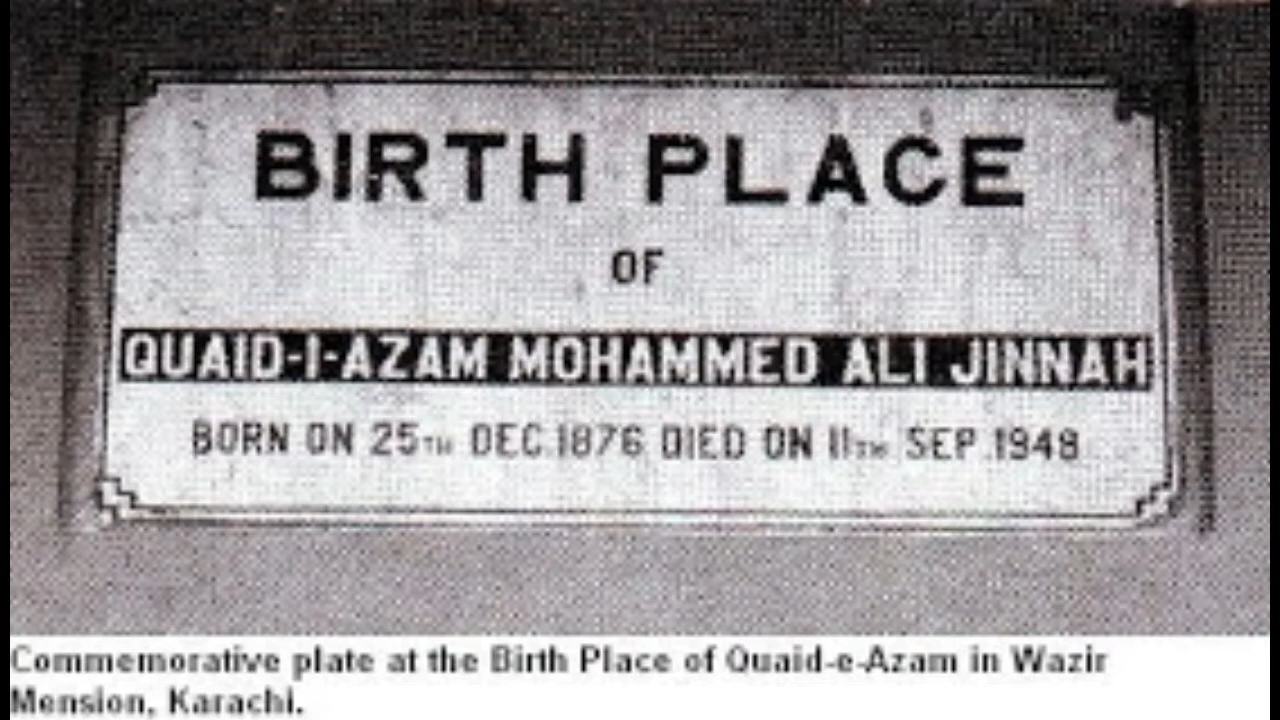 BIRTH PLACE
OF
QUAID-I-AZAM MOHAMMED ALI JINNAH
BORN ON 25TH DEC.1876 DIED ON 11TH SEP.1948
Commemorative plate at the Birth Place of Quaid-e-Azam in Wazir
Mension, Karachi.